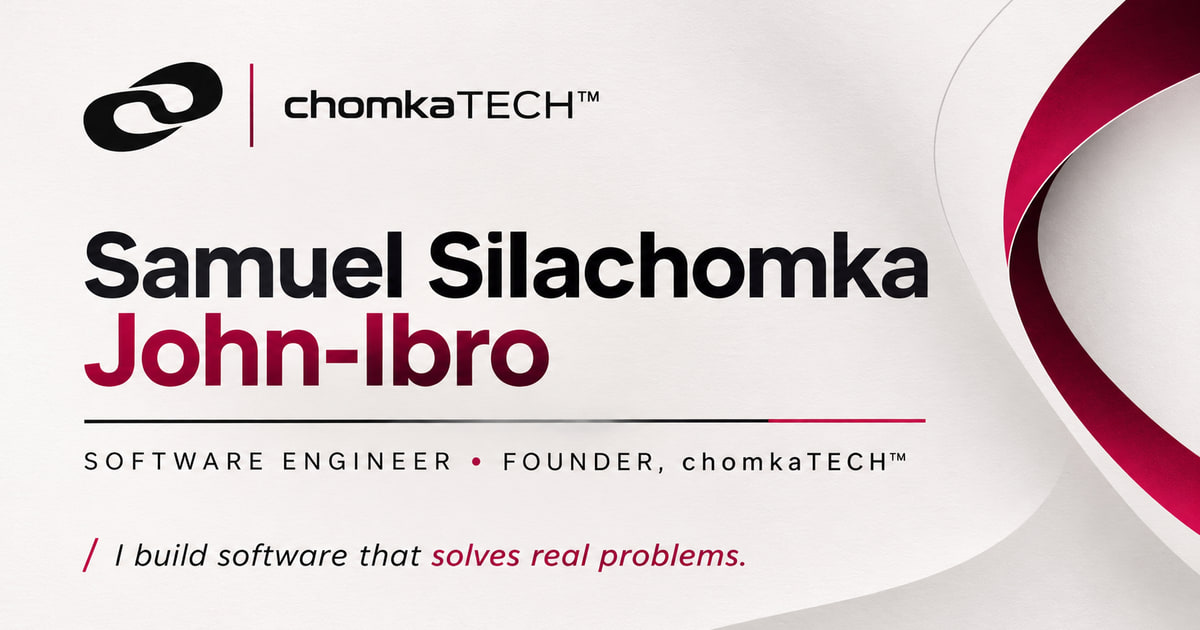 chomkaTECH™
Samuel Silachomka
John-Ibro
SOFTWARE ENGINEER • FOUNDER, chomkaTECH™
/ I build software that solves real problems.